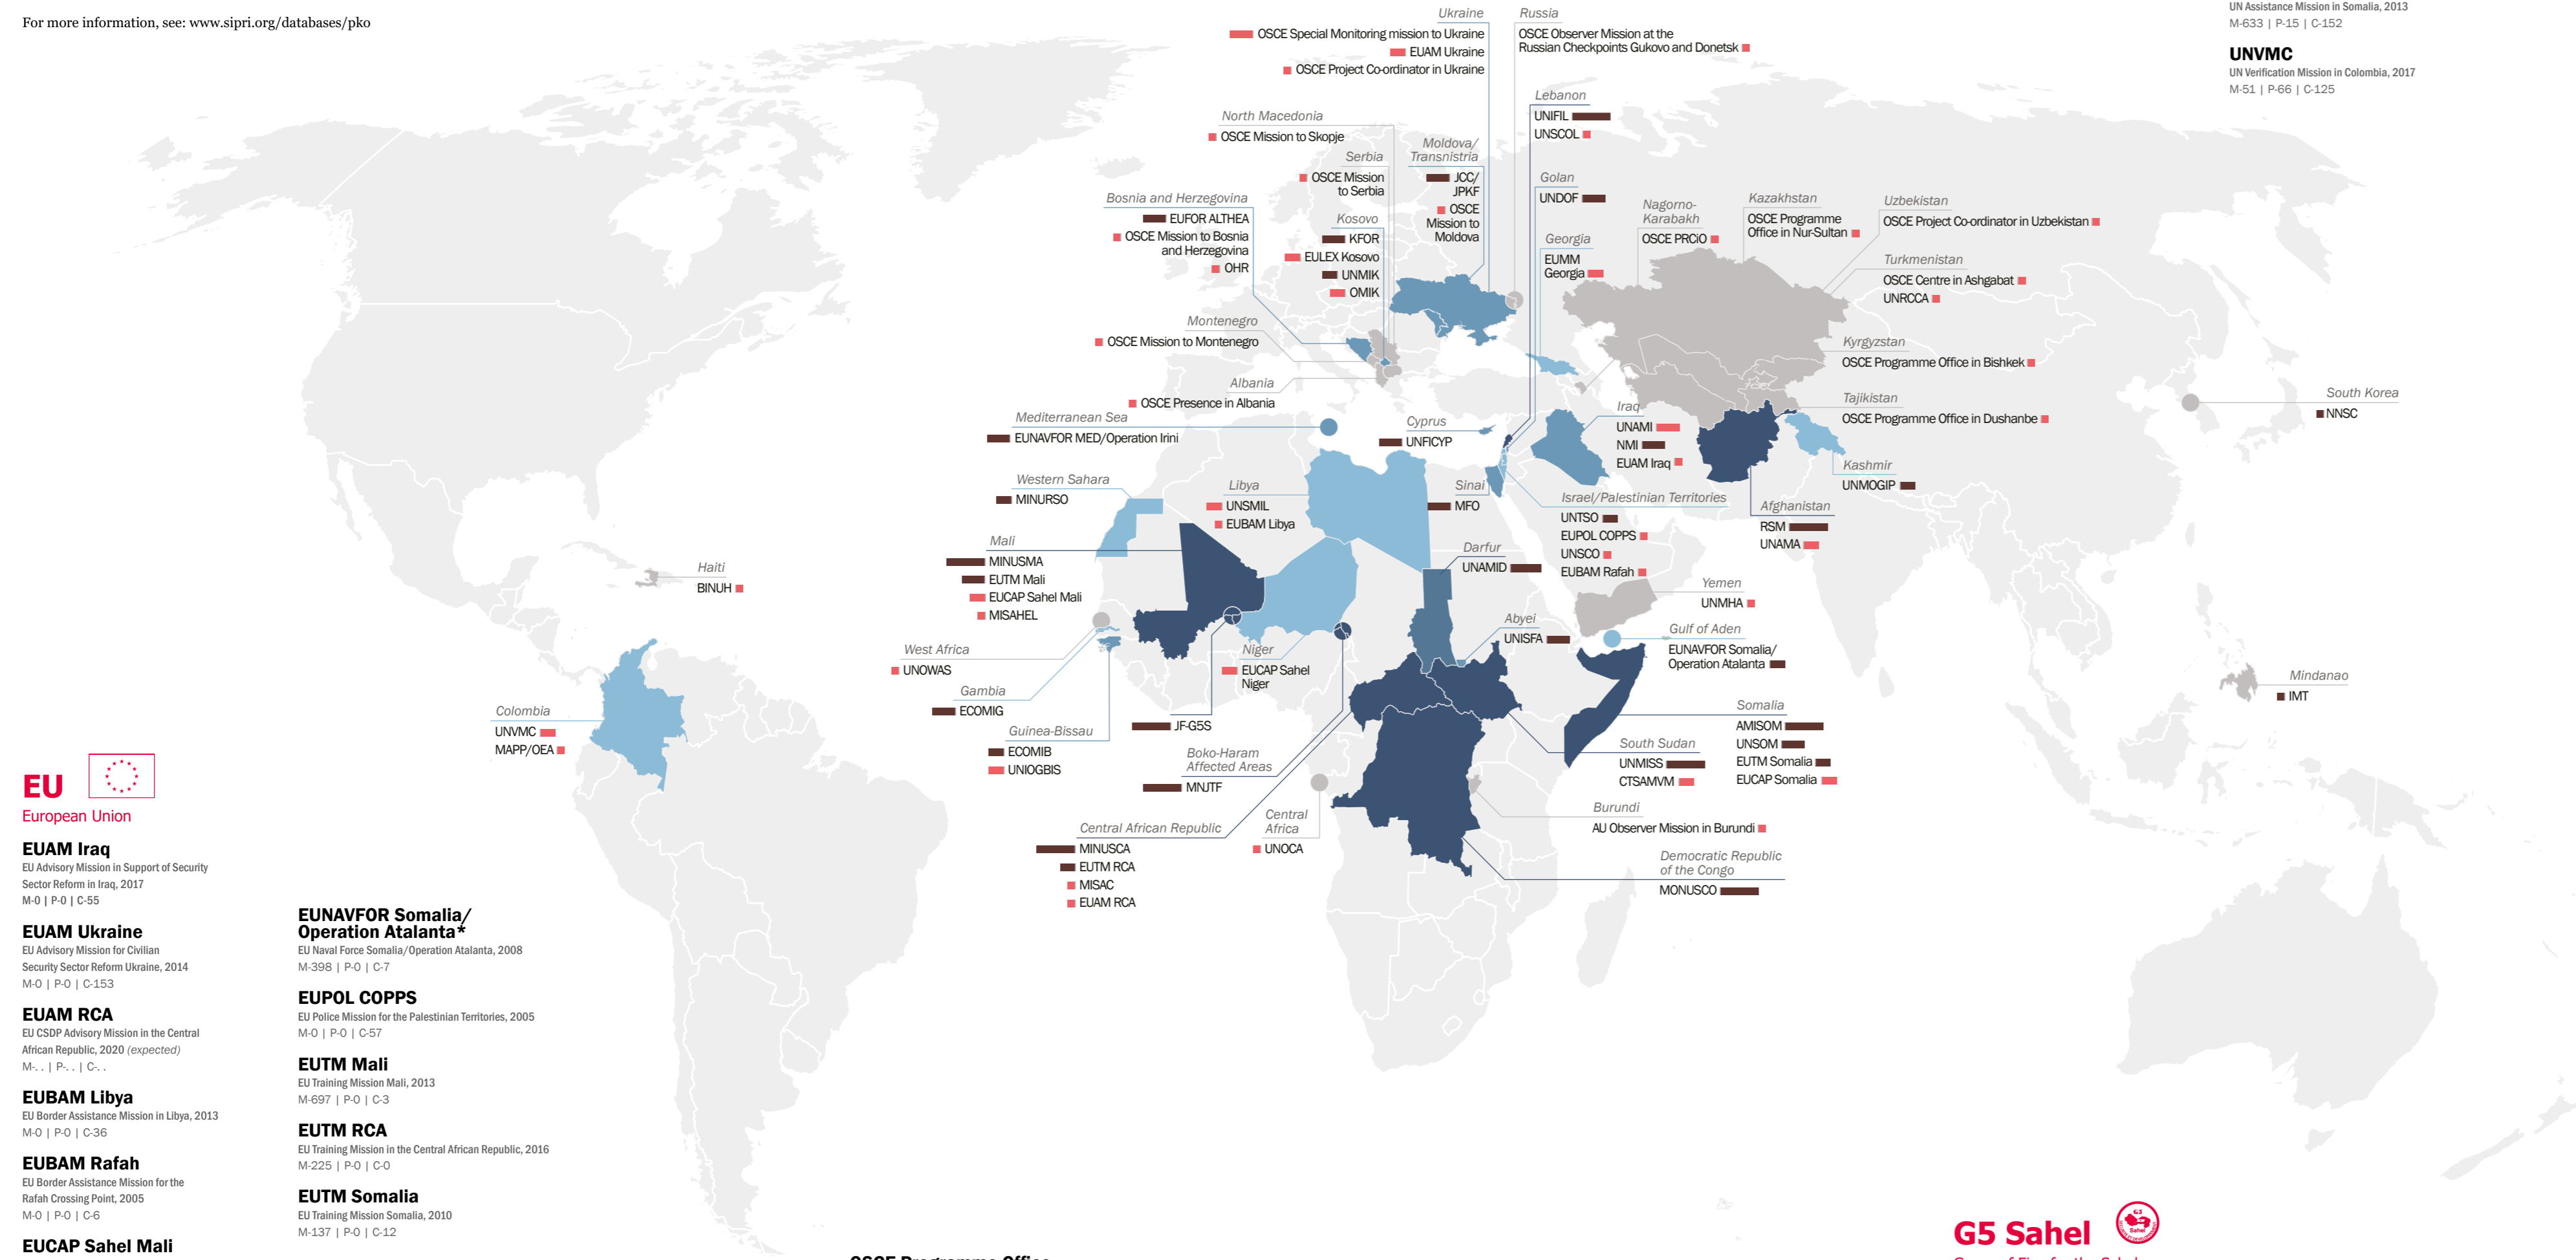 For more information, see: www.sipri.org/databases/pko
UN Assistance Mission in Somalia, 2013
M-633 | P-15 | C-152
UNVMC
UN Verification Mission in Colombia, 2017
M-51 | P-66 | C-125
Ukraine
OSCE Special Monitoring mission to Ukraine
EUAM Ukraine
OSCE Project Co-ordinator in Ukraine
Russia
OSCE Observer Mission at the
Russian Checkpoints Gukovo and Donetsk
North Macedonia
OSCE Mission to Skopje
Serbia
OSCE Mission
to Serbia
Moldova/
Transnistria
JCC/
JPKF
OSCE
Mission to
Moldova
Lebanon
UNIFIL
UNSCOL
Golan
UNDOF
Georgia
EUMM
Georgia
Bosnia and Herzegovina
EUFOR ALTHEA
OSCE Mission to Bosnia
and Herzegovina
OHR
Kosovo
KFOR
EULEX Kosovo
UNMIK
OMIK
Nagorno-
Karabakh
OSCE PRCiO
Kazakhstan
OSCE Programme
Office in Nur-Sultan
Uzbekistan
OSCE Project Co-ordinator in Uzbekistan
Turkmenistan
OSCE Centre in Ashgabat
UNRCCA
Kyrgyzstan
OSCE Programme Office in Bishkek
Tajikistan
OSCE Programme Office in Dushanbe
Montenegro
OSCE Mission to Montenegro
Albania
OSCE Presence in Albania
Mediterranean Sea
EUNAVFOR MED/Operation Irini
Cyprus
UNFICYP
Iraq
UNAMI
NMI
EUAM Iraq
South Korea
NNSC
Kashmir
UNMOGIP
Western Sahara
MINURSO
Libya
UNSMIL
EUBAM Libya
Sinai
MFO
Israel/Palestinian Territories
UNTSO
EUPOL COPPS
UNSCO
EUBAM Rafah
Afghanistan
RSM
UNAMA
Mali
MINUSMA
EUTM Mali
EUCAP Sahel Mali
MISAHEL
Darfur
UNAMID
Yemen
UNMHA
Haiti
BINUH
Abyei
UNISFA
Gulf of Aden
EUNAVFOR Somalia/
Operation Atalanta
West Africa
UNOWAS
Niger
EUCAP Sahel
Niger
Gambia
ECOMIG
Mindanao
IMT
Colombia
UNVMC
MAPP/OEA
Guinea-Bissau
ECOMIB
UNIOGBIS
JF-G5S
Boko-Haram
Affected Areas
MNJTF
Somalia
AMISOM
UNSOM
EUTM Somalia
EUCAP Somalia
South Sudan
UNMISS
CTSAMVM
Burundi
AU Observer Mission in Burundi
Central African Republic
MINUSCA
EUTM RCA
MISAC
EUAM RCA
Central
Africa
UNOCA
Democratic Republic
of the Congo
MONUSCO
EU
European Union
EUAM Iraq
EU Advisory Mission in Support of Security
Sector Reform in Iraq, 2017
M-0 | P-0 | C-55
EUAM Ukraine
EU Advisory Mission for Civilian
Security Sector Reform Ukraine, 2014
M-0 | P-0 | C-153
EUAM RCA
EU CSDP Advisory Mission in the Central
African Republic, 2020 (expected)
M-. . | P-. . | C-. .
EUBAM Libya
EU Border Assistance Mission in Libya, 2013
M-0 | P-0 | C-36
EUBAM Rafah
EU Border Assistance Mission for the
Rafah Crossing Point, 2005
M-0 | P-0 | C-6
EUCAP Sahel Mali
EUNAVFOR Somalia/
Operation Atalanta*
EU Naval Force Somalia/Operation Atalanta, 2008
M-398 | P-0 | C-7
EUPOL COPPS
EU Police Mission for the Palestinian Territories, 2005
M-0 | P-0 | C-57
EUTM Mali
EU Training Mission Mali, 2013
M-697 | P-0 | C-3
EUTM RCA
EU Training Mission in the Central African Republic, 2016
M-225 | P-0 | C-0
EUTM Somalia
EU Training Mission Somalia, 2010
M-137 | P-0 | C-12
OSCE Programme Office
G5 Sahel